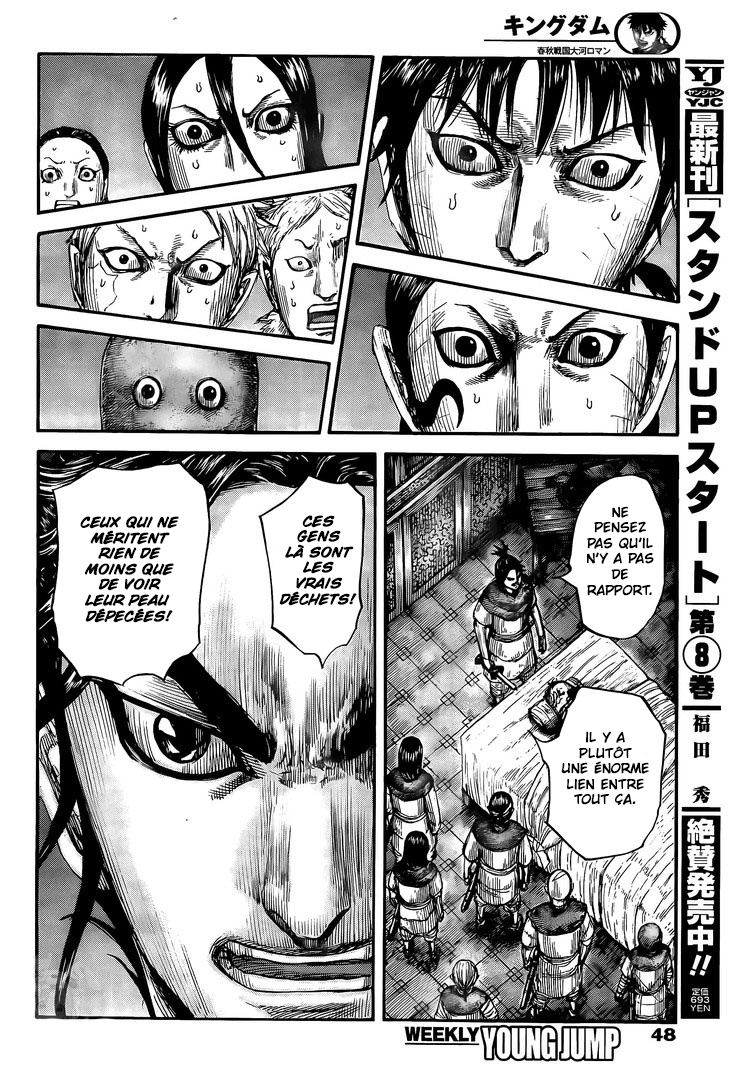 キングダム
春秋戦国大河ロマン
YJ
ヤンジャン
YJC
最新刊[スタンドUPスタート]第8巻
福田 秀
絶賛発売中!!
定価
693
YEN
NE
PENSEZ
PAS QU'IL
N'Y A PAS
DE
RAPPORT.
IL Y A
PLUTÔT
UNE ÉNORME
LIEN ENTRE
TOUT ÇA.
CES
GENS
LÀ SONT
LES
VRAIS
DÉCHETS!
CEUX QUI NE
MÉRITENT
RIEN DE
MOINS QUE
DE VOIR
LEUR PEAU
DÉPECÉES!
WEEKLY YOUNG JUMP 48